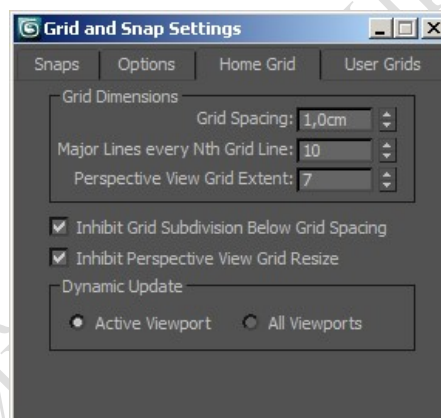 Grid and Snap Settings
Snaps Options Home Grid User Grids
Grid Dimensions
Grid Spacing: 1,0cm
Major Lines every Nth Grid Line: 10
Perspective View Grid Extent: 7
Inhibit Grid Subdivision Below Grid Spacing
Inhibit Perspective View Grid Resize
Dynamic Update
Active Viewport All Viewports